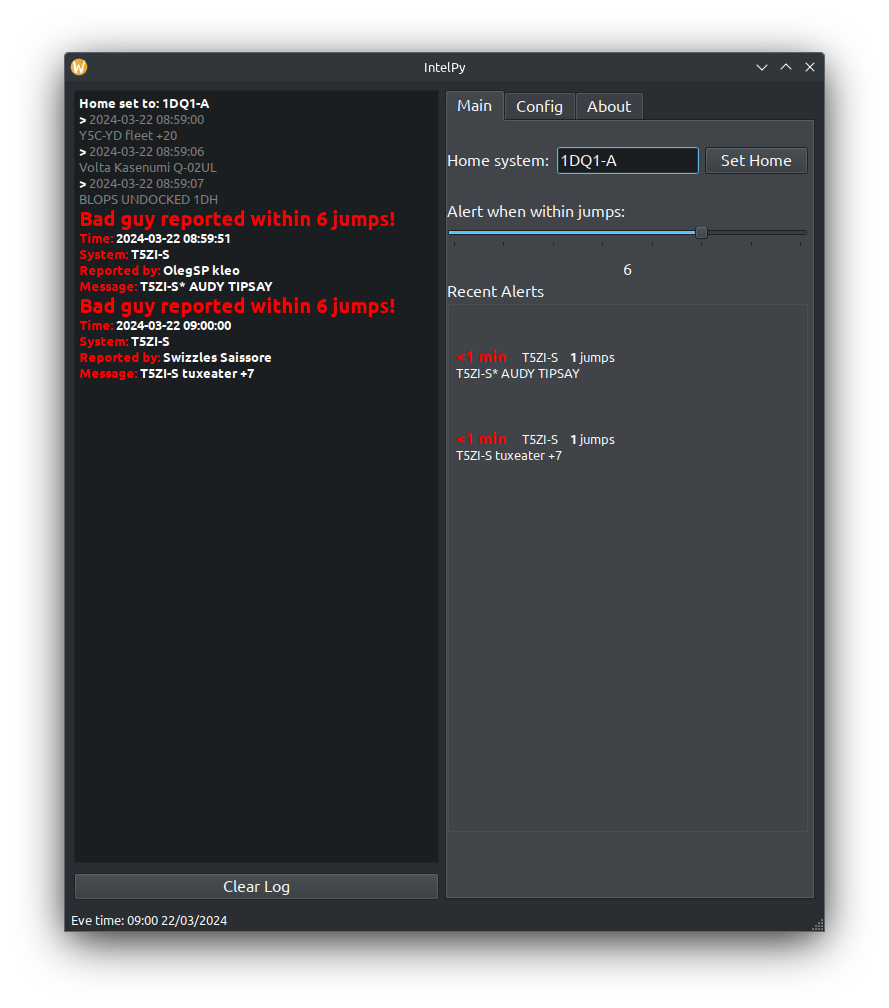 IntelPy
Home set to: 1DQ1-A
> 2024-03-22 08:59:00
Y5C-YD fleet +20
> 2024-03-22 08:59:06
Volta Kasenumi Q-02UL
> 2024-03-22 08:59:07
BLOPS UNDOCKED 1DH
Bad guy reported within 6 jumps!
Time: 2024-03-22 08:59:51
System: T5ZI-S
Reported by: OlegSP kleo
Message: T5ZI-S* AUDY TIPSAY
Bad guy reported within 6 jumps!
Time: 2024-03-22 09:00:00
System: T5ZI-S
Reported by: Swizzles Saissore
Message: T5ZI-S tuxeater +7
Clear Log
Main Config About
Home system: 1DQ1-A Set Home
Alert when within jumps:
6
Recent Alerts
<1 min T5ZI-S 1 jumps
T5ZI-S* AUDY TIPSAY
<1 min T5ZI-S 1 jumps
T5ZI-S tuxeater +7
Eve time: 09:00 22/03/2024